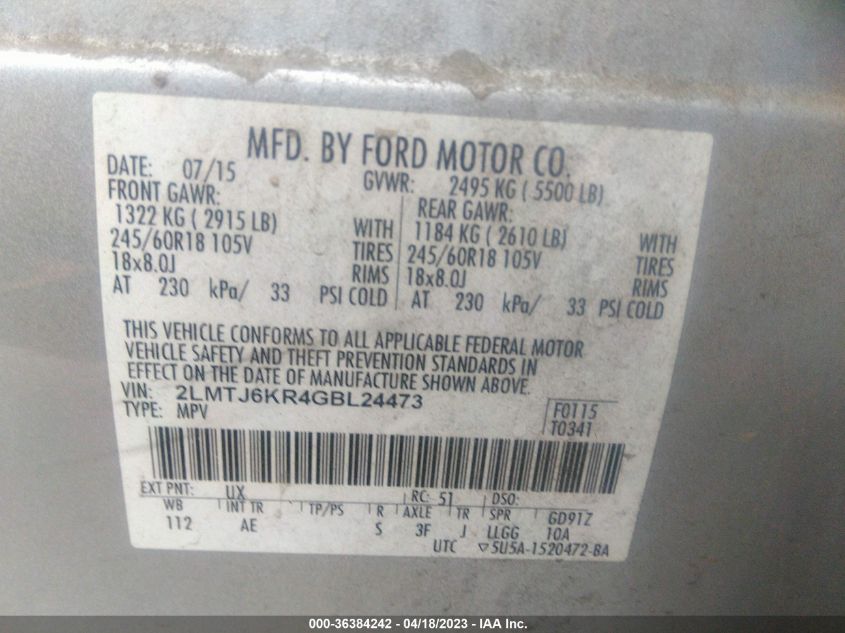 MFD. BY FORD MOTOR CO.
DATE: 07/15 GVWR: 2495 KG ( 5500 LB)
FRONT GAWR: REAR GAWR:
1322 KG ( 2915 LB) WITH 1184 KG ( 2610 LB) WITH
245/60R18 105V TIRES 245/60R18 105V TIRES
18x8.0J RIMS 18x8.0J RIMS
AT 230 kPa/ 33 PSI COLD AT 230 kPa/ 33 PSI COLD
THIS VEHICLE CONFORMS TO ALL APPLICABLE FEDERAL MOTOR
VEHICLE SAFETY AND THEFT PREVENTION STANDARDS IN
EFFECT ON THE DATE OF MANUFACTURE SHOWN ABOVE.
VIN: 2LMTJ6KR4GBL24473 F0115
TYPE: MPV T0341
EXT PNT: UX RC: 51 DSO:
WB INT TR TP/PS R AXLE TR SPR GD91Z
112 AE S 3F J LLGG 10A
UTC ▽5U5A-1520472-BA
000-36384242 - 04/18/2023 - IAA Inc.